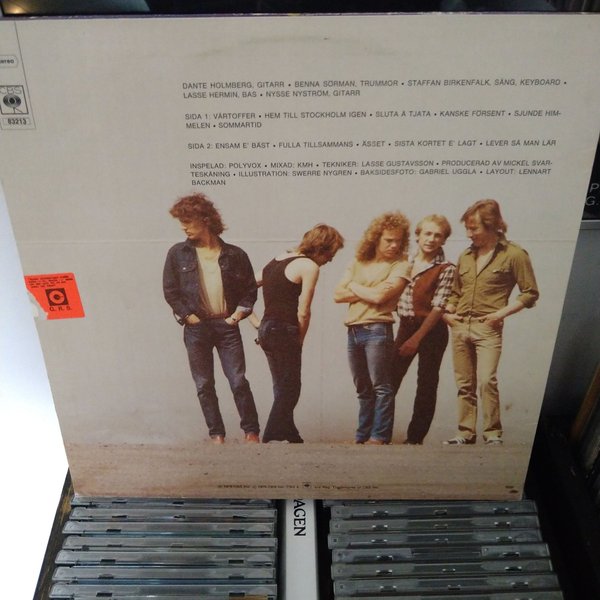 stereo
CBS
83213
DANTE HOLMBERG, GITARR • BENNA SÖRMAN, TRUMMOR • STAFFAN BIRKENFALK, SÅNG, KEYBOARD •
LASSE HERMIN, BAS • NYSSE NYSTRÖM, GITARR
SIDA 1: VÄRTOFFER • HEM TILL STOCKHOLM IGEN • SLUTA Å TJATA • KANSKE FÖRSENT • SJUNDE HIM-
MELEN • SOMMARTID
SIDA 2: ENSAM E' BÄST • FULLA TILLSAMMANS • ÄSSET • SISTA KORTET E' LAGT • LEVER SÅ MAN LÄR
INSPELAD: POLYVOX • MIXAD: KMH • TEKNIKER: LASSE GUSTAVSSON • PRODUCERAD AV MICKEL SVAR-
TESKÄNING • ILLUSTRATION: SWERRE NYGREN • BAKSIDESFOTO: GABRIEL UGGLA • LAYOUT: LENNART
BACKMAN
AGEN